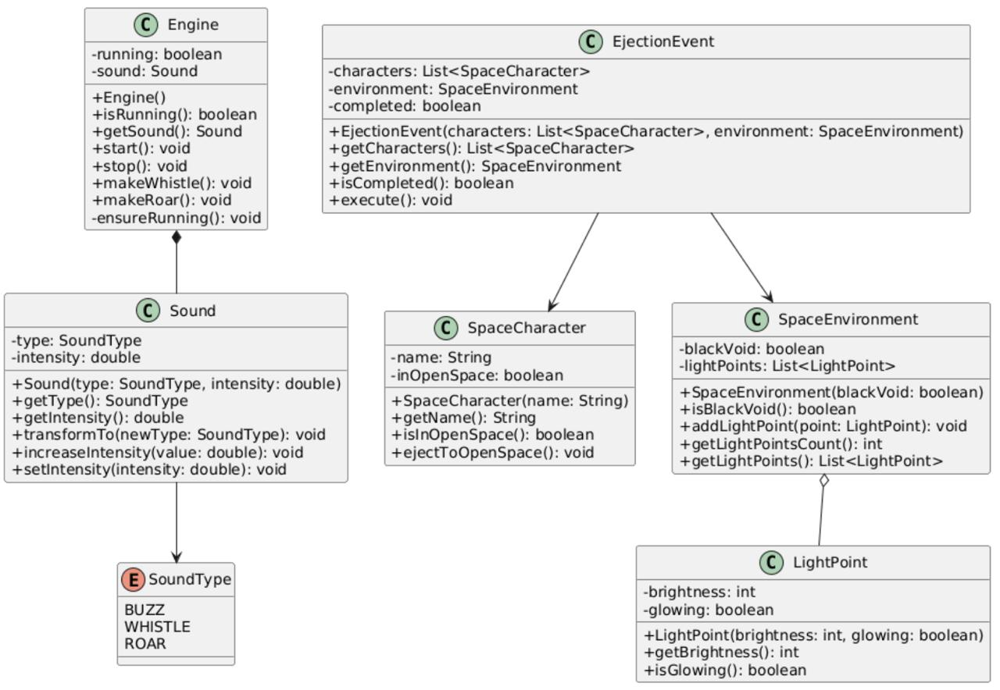 C Engine
-running: boolean
-sound: Sound
+Engine()
+isRunning(): boolean
+getSound(): Sound
+start(): void
+stop(): void
+makeWhistle(): void
+makeRoar(): void
-ensureRunning(): void
C EjectionEvent
-characters: List<SpaceCharacter>
-environment: SpaceEnvironment
-completed: boolean
+EjectionEvent(characters: List<SpaceCharacter>, environment: SpaceEnvironment)
+getCharacters(): List<SpaceCharacter>
+getEnvironment(): SpaceEnvironment
+isCompleted(): boolean
+execute(): void
C Sound
-type: SoundType
-intensity: double
+Sound(type: SoundType, intensity: double)
+getType(): SoundType
+getIntensity(): double
+transformTo(newType: SoundType): void
+increaseIntensity(value: double): void
+setIntensity(intensity: double): void
C SpaceCharacter
-name: String
-inOpenSpace: boolean
+SpaceCharacter(name: String)
+getName(): String
+isInOpenSpace(): boolean
+ejectToOpenSpace(): void
C SpaceEnvironment
-blackVoid: boolean
-lightPoints: List<LightPoint>
+SpaceEnvironment(blackVoid: boolean)
+isBlackVoid(): boolean
+addLightPoint(point: LightPoint): void
+getLightPointsCount(): int
+getLightPoints(): List<LightPoint>
E SoundType
BUZZ
WHISTLE
ROAR
C LightPoint
-brightness: int
-glowing: boolean
+LightPoint(brightness: int, glowing: boolean)
+getBrightness(): int
+isGlowing(): boolean